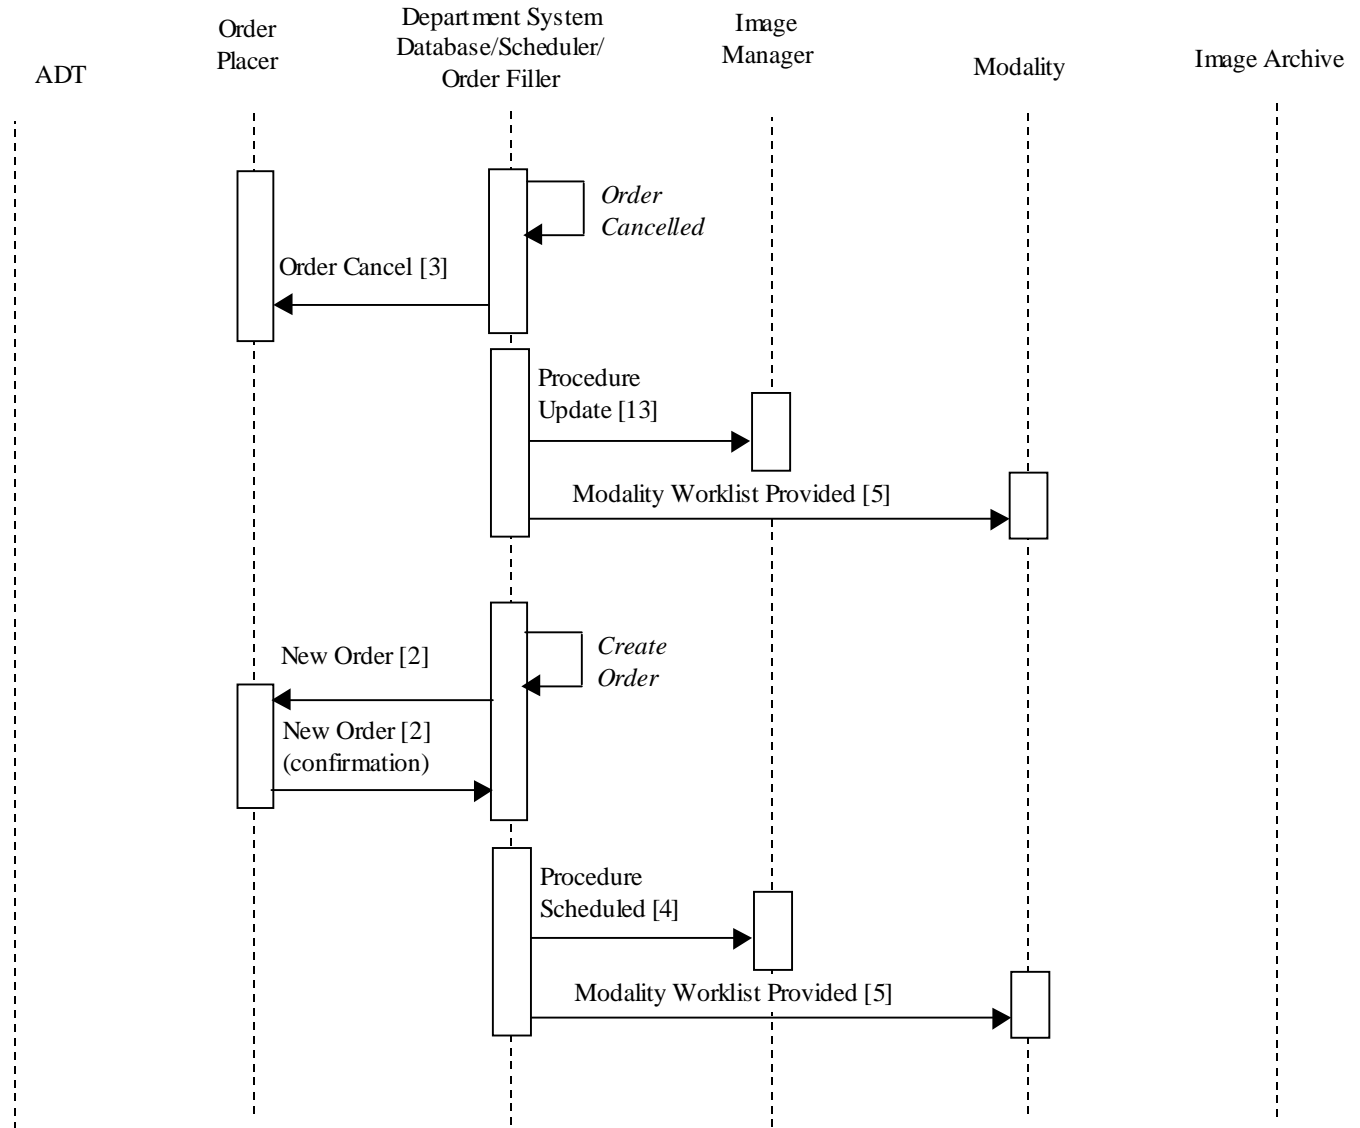 ADT
Order
Placer
Department System
Database/Scheduler/
Order Filler
Image
Manager
Modality
Image Archive
Order
Cancelled
Order Cancel [3]
Procedure
Update [13]
Modality Worklist Provided [5]
Create
Order
New Order [2]
New Order [2]
(confirmation)
Procedure
Scheduled [4]
Modality Worklist Provided [5]